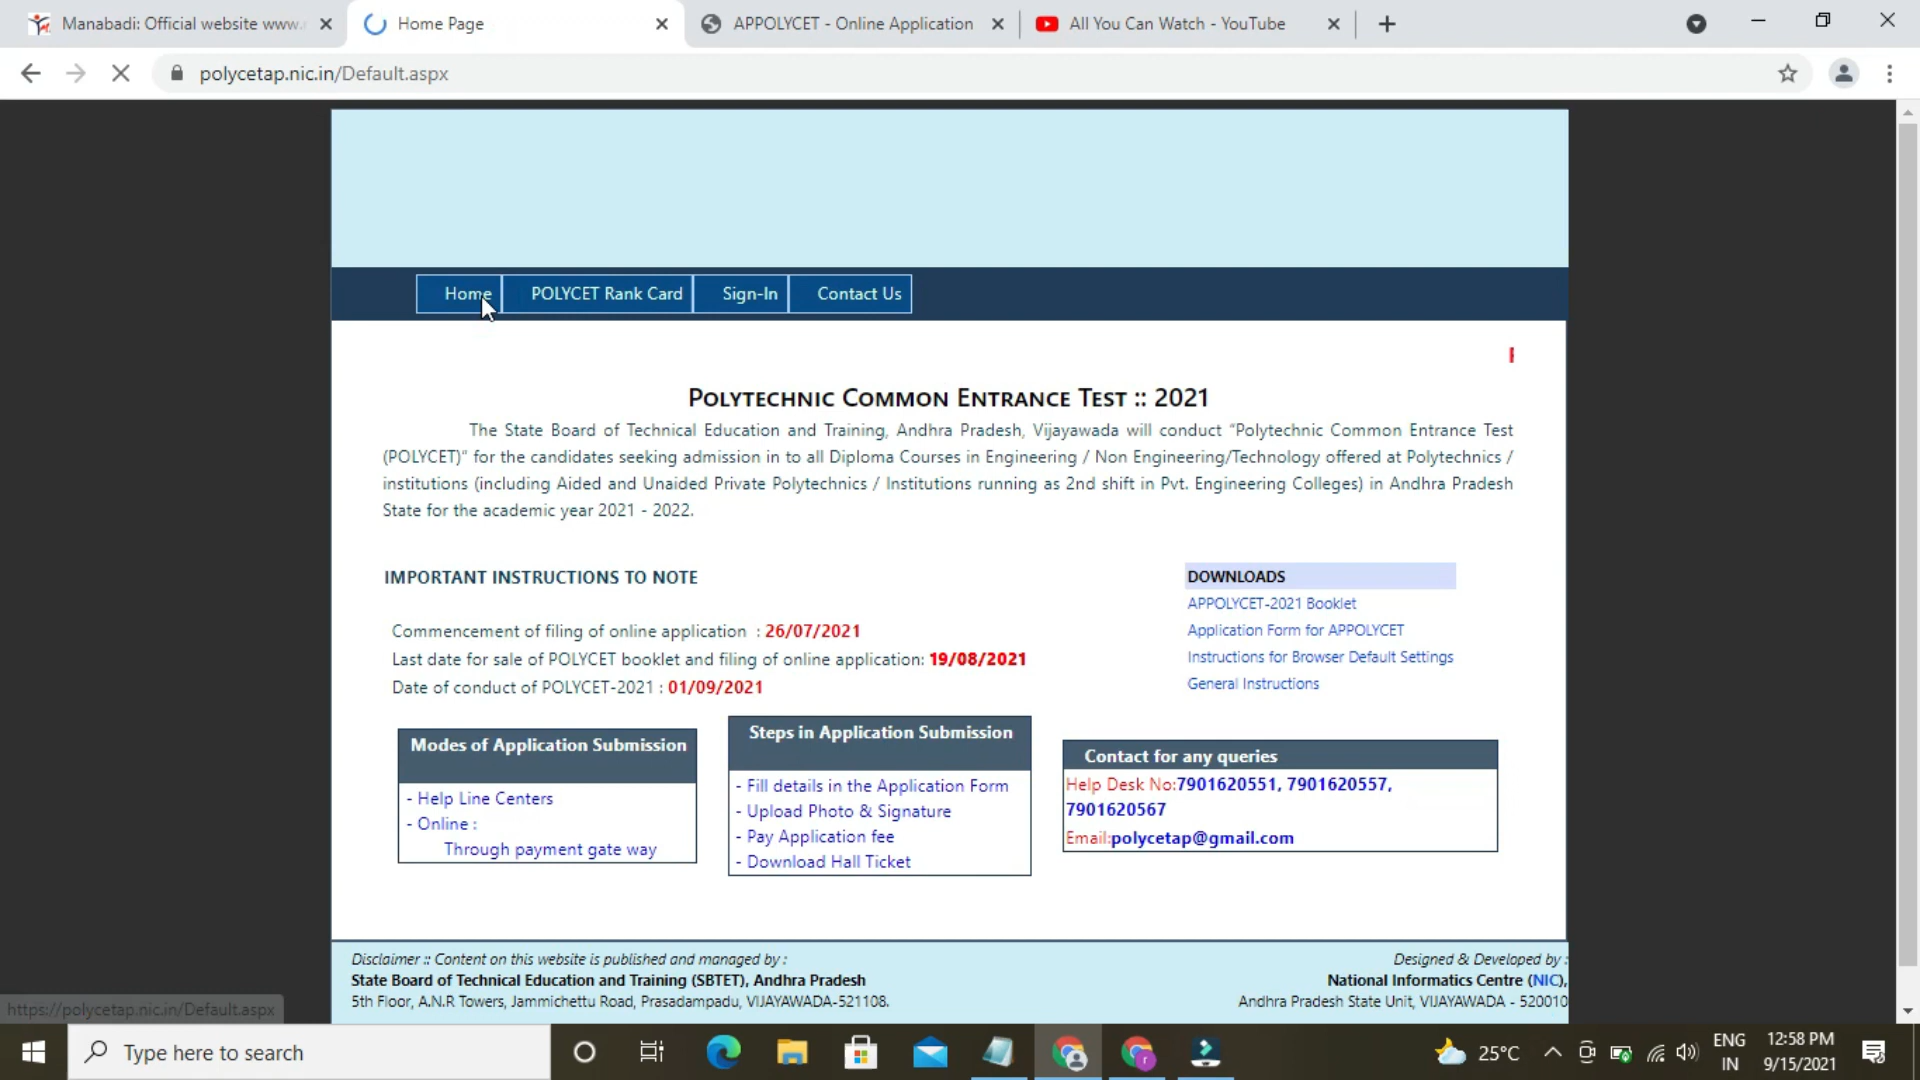 Manabadi: Official website www.
Home Page
APPOLYCET - Online Application
All You Can Watch - YouTube
polycetap.nic.in/Default.aspx
Home
POLYCET Rank Card
Sign-In
Contact Us
POLYTECHNIC COMMON ENTRANCE TEST :: 2021
The State Board of Technical Education and Training, Andhra Pradesh, Vijayawada will conduct "Polytechnic Common Entrance Test
(POLYCET)" for the candidates seeking admission in to all Diploma Courses in Engineering / Non Engineering/Technology offered at Polytechnics /
institutions (including Aided and Unaided Private Polytechnics / Institutions running as 2nd shift in Pvt. Engineering Colleges) in Andhra Pradesh
State for the academic year 2021 - 2022.
IMPORTANT INSTRUCTIONS TO NOTE
Commencement of filing of online application : 26/07/2021
Last date for sale of POLYCET booklet and filing of online application: 19/08/2021
Date of conduct of POLYCET-2021 : 01/09/2021
DOWNLOADS
APPOLYCET-2021 Booklet
Application Form for APPOLYCET
Instructions for Browser Default Settings
General Instructions
Modes of Application Submission
- Help Line Centers
- Online :
Through payment gate way
Steps in Application Submission
- Fill details in the Application Form
- Upload Photo & Signature
- Pay Application fee
- Download Hall Ticket
Contact for any queries
Help Desk No:7901620551, 7901620557,
7901620567
Email:polycetap@gmail.com
Disclaimer :: Content on this website is published and managed by :
State Board of Technical Education and Training (SBTET), Andhra Pradesh
5th Floor, A.N.R Towers, Jammichettu Road, Prasadampadu, VIJAYAWADA-521108.
Designed & Developed by :
National Informatics Centre (NIC),
Andhra Pradesh State Unit, VIJAYAWADA - 520010
https://polycetap.nic.in/Default.aspx
Type here to search
25°C
ENG
IN
12:58 PM
9/15/2021